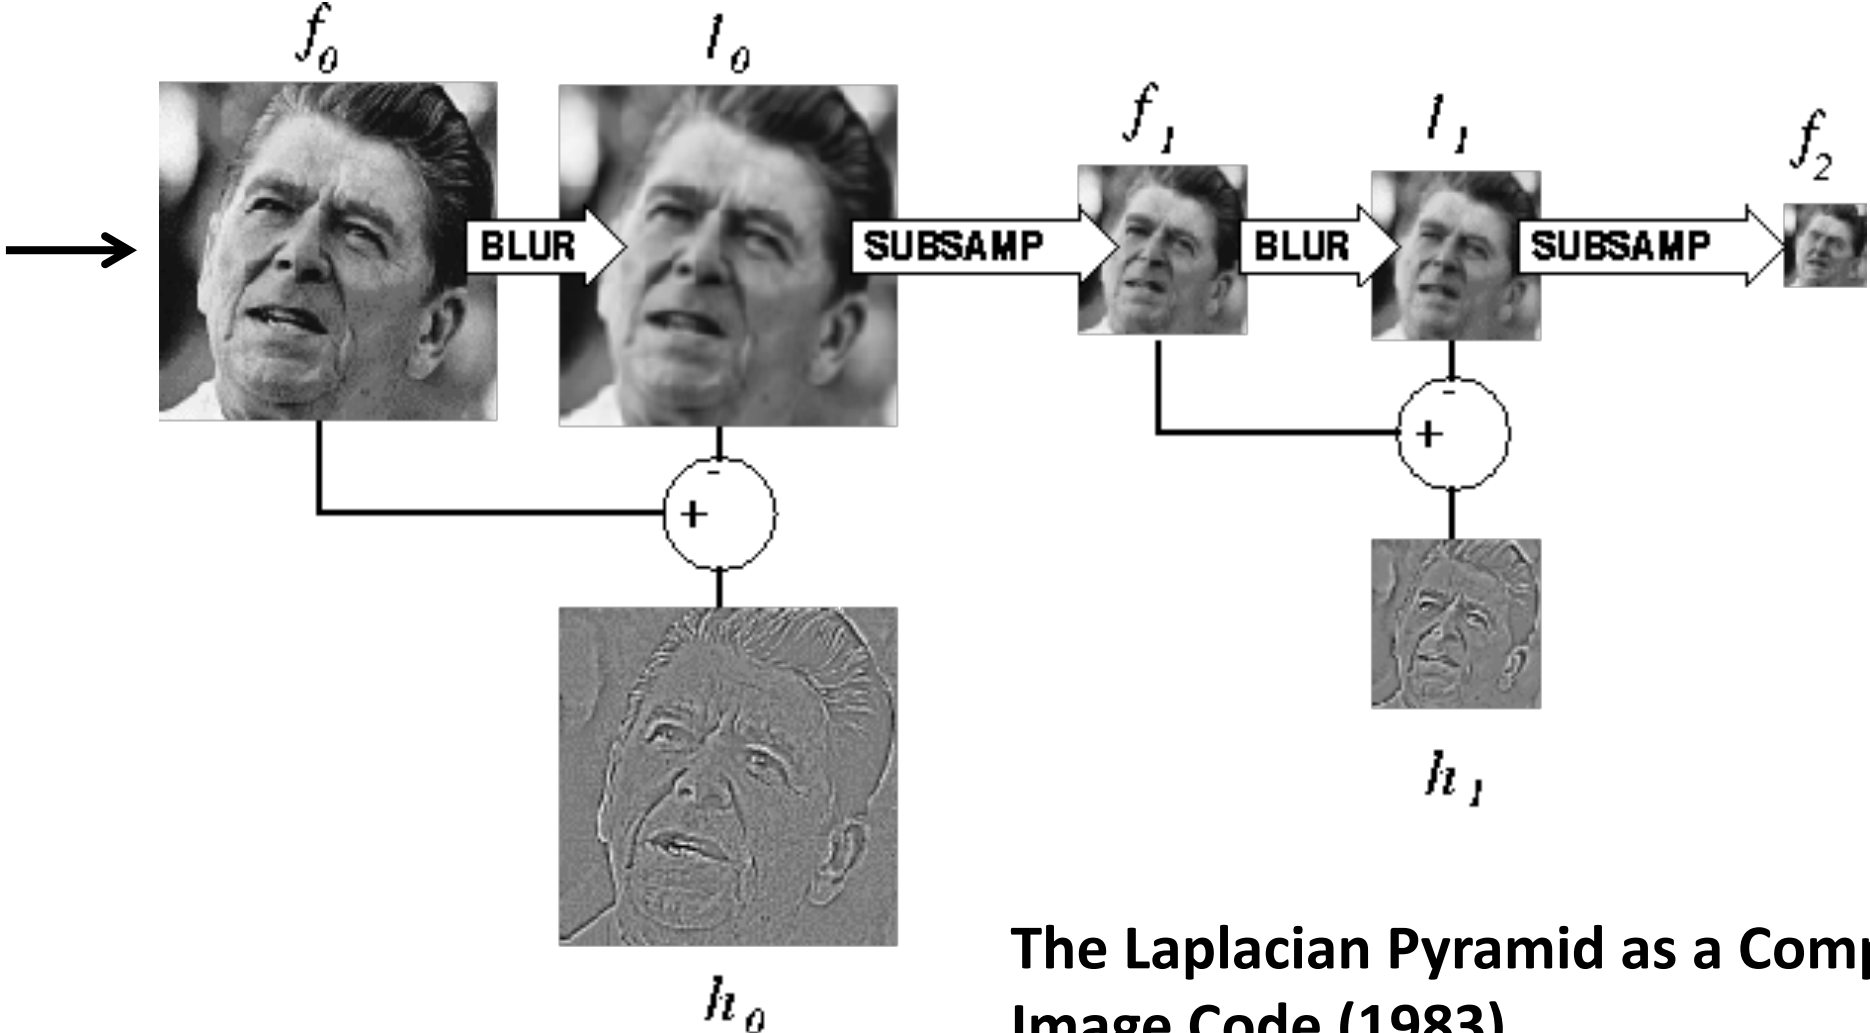 f0
l0
f1
l1
f2
BLUR
SUBSAMP
BLUR
SUBSAMP
-
+
-
+
h1
h0
The Laplacian Pyramid as a Comp
Image Code (1983)